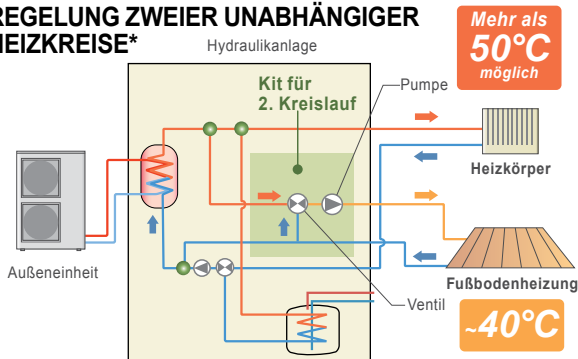 REGELUNG ZWEIER UNABHÄNGIGER
HEIZKREISE*
Hydraulikanlage
Mehr als
50°C
möglich
Kit für
2. Kreislauf
Pumpe
Heizkörper
Außeneinheit
Ventil
Fußbodenheizung
~40°C